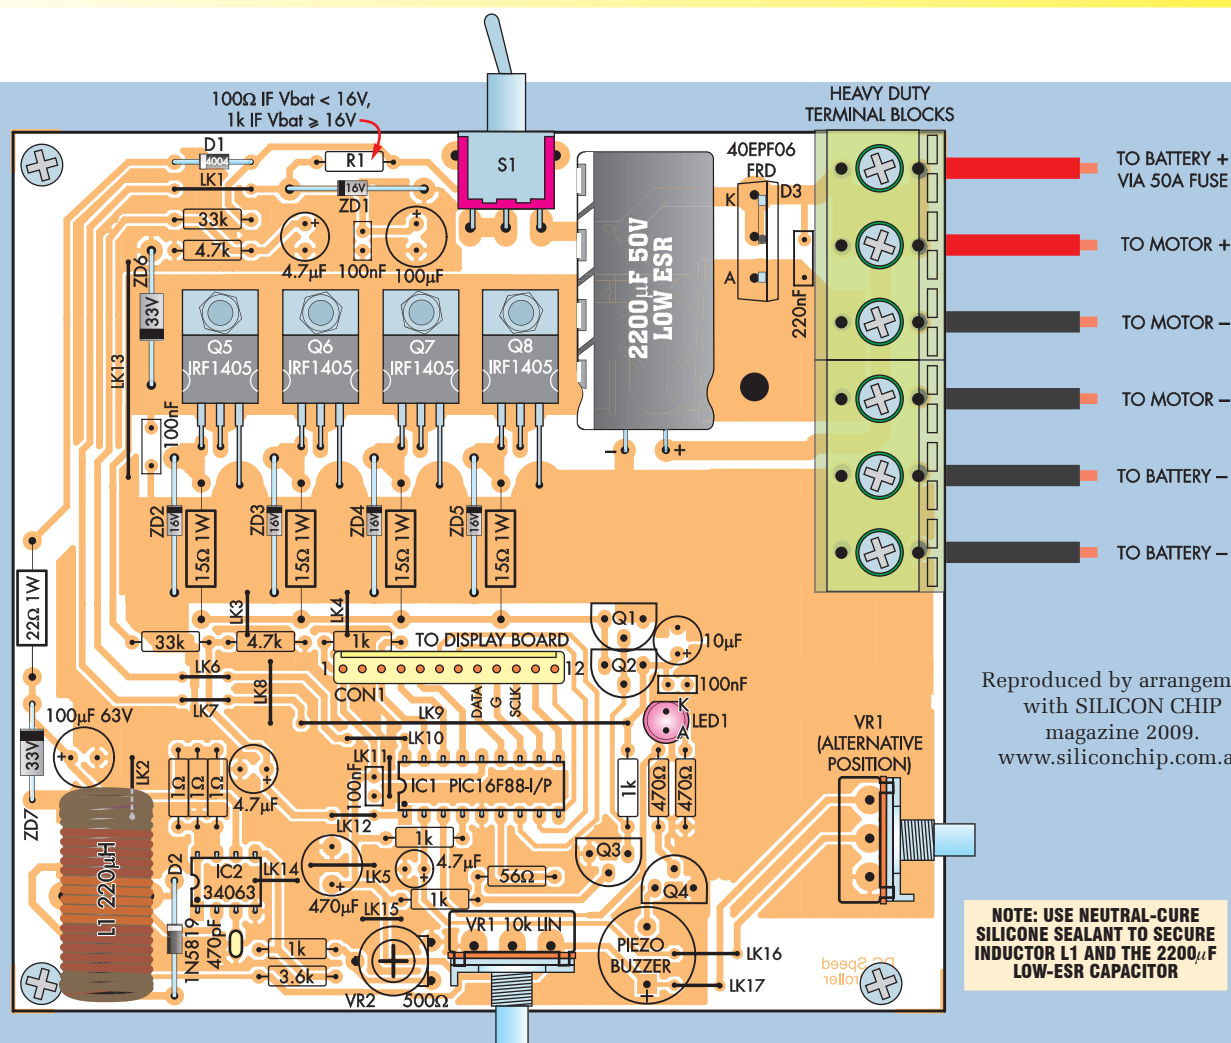 100Ω IF Vbat < 16V,
1k IF Vbat ≥ 16V
HEAVY DUTY
TERMINAL BLOCKS
D1
4004
R1
S1
40EPF06
FRD
K
D3
A
TO BATTERY +
VIA 50A FUSE
LK1
16V
ZD1
33k
4.7k
+
4.7µF
100nF
+
100µF
2200µF 50V
LOW ESR
220nF
TO MOTOR +
ZD6
33V
LK13
Q5
IRF1405
Q6
IRF1405
Q7
IRF1405
Q8
IRF1405
TO MOTOR –
TO MOTOR –
100nF
–
+
TO BATTERY –
ZD2
16V
15Ω 1W
ZD3
16V
15Ω 1W
ZD4
16V
15Ω 1W
ZD5
16V
15Ω 1W
TO BATTERY –
22Ω 1W
LK3
LK4
33k
4.7k
1k
TO DISPLAY BOARD
Q1
10µF
+
1
12
Q2
LK6
CON1
DATA
G
SCLK
100nF
LK7
LK8
LK9
K
LED1
A
Reproduced by arrangem
with SILICON CHIP
magazine 2009.
www.siliconchip.com.a
100µF 63V
+
33V
ZD7
LK10
LK2
1Ω
1Ω
1Ω
+
4.7µF
LK11
100nF
IC1 PIC16F88-I/P
1k
470Ω
470Ω
VR1
(ALTERNATIVE
POSITION)
LK12
1k
L1 220µH
D2
IC2
34063
LK14
+
470µF
LK5
4.7µF
+
56Ω
Q3
Q4
1k
LK15
1N5819
470pF
1k
3.6k
VR2
500Ω
VR1 10k LIN
PIEZO
BUZZER
+
LK16
LK17
DC Speed
roller
NOTE: USE NEUTRAL-CURE
SILICONE SEALANT TO SECURE
INDUCTOR L1 AND THE 2200µF
LOW-ESR CAPACITOR